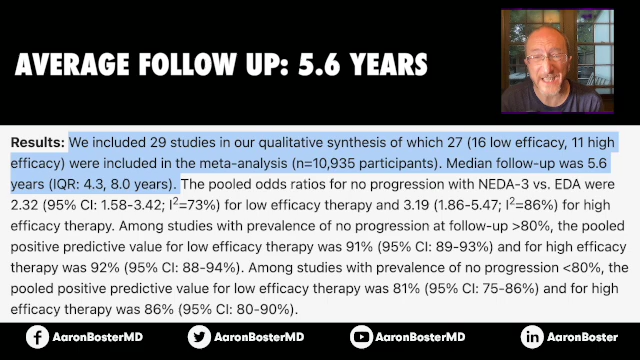 AVERAGE FOLLOW UP: 5.6 YEARS
Results: We included 29 studies in our qualitative synthesis of which 27 (16 low efficacy, 11 high
efficacy) were included in the meta-analysis (n=10,935 participants). Median follow-up was 5.6
years (IQR: 4.3, 8.0 years). The pooled odds ratios for no progression with NEDA-3 vs. EDA were
2.32 (95% CI: 1.58-3.42; I²=73%) for low efficacy therapy and 3.19 (1.86-5.47; I²=86%) for high
efficacy therapy. Among studies with prevalence of no progression at follow-up >80%, the pooled
positive predictive value for low efficacy therapy was 91% (95% CI: 89-93%) and for high efficacy
therapy was 92% (95% CI: 88-94%). Among studies with prevalence of no progression <80%, the
pooled positive predictive value for low efficacy therapy was 81% (95% CI: 75-86%) and for high
efficacy therapy was 86% (95% CI: 80-90%).
AaronBosterMD AaronBosterMD AaronBosterMD AaronBoster